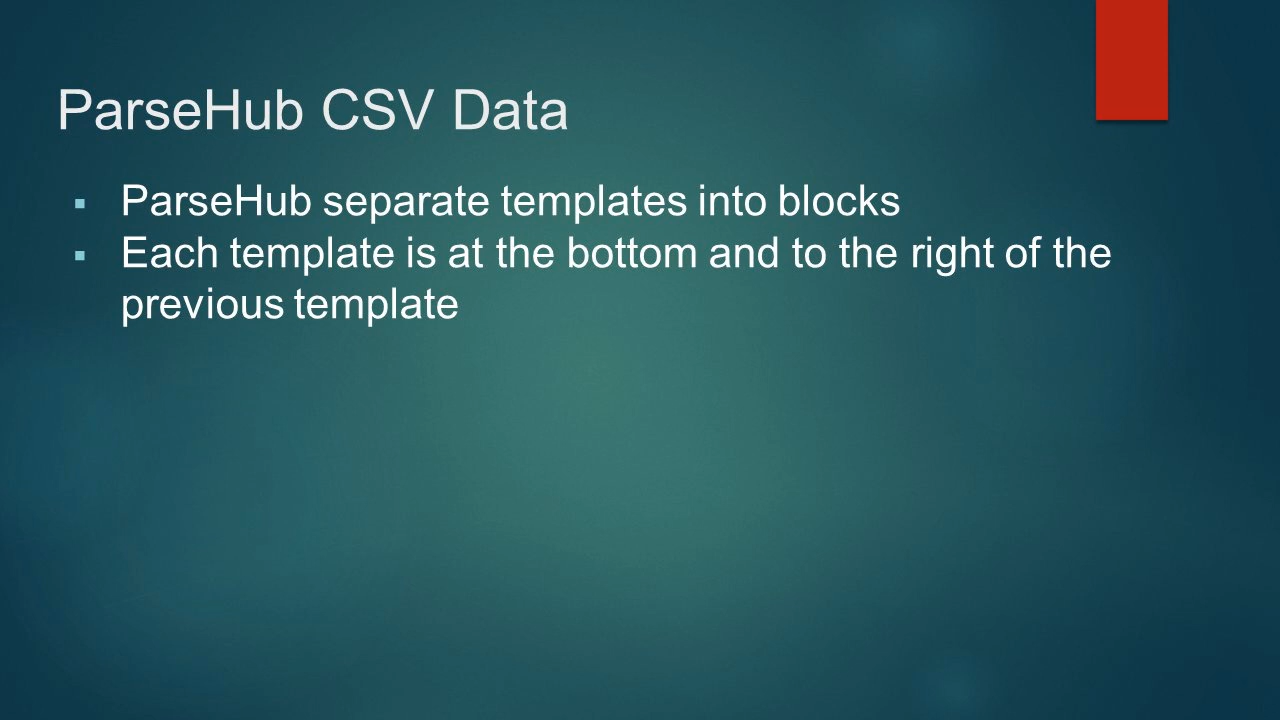 ParseHub CSV Data
▪ ParseHub separate templates into blocks
▪ Each template is at the bottom and to the right of the
previous template